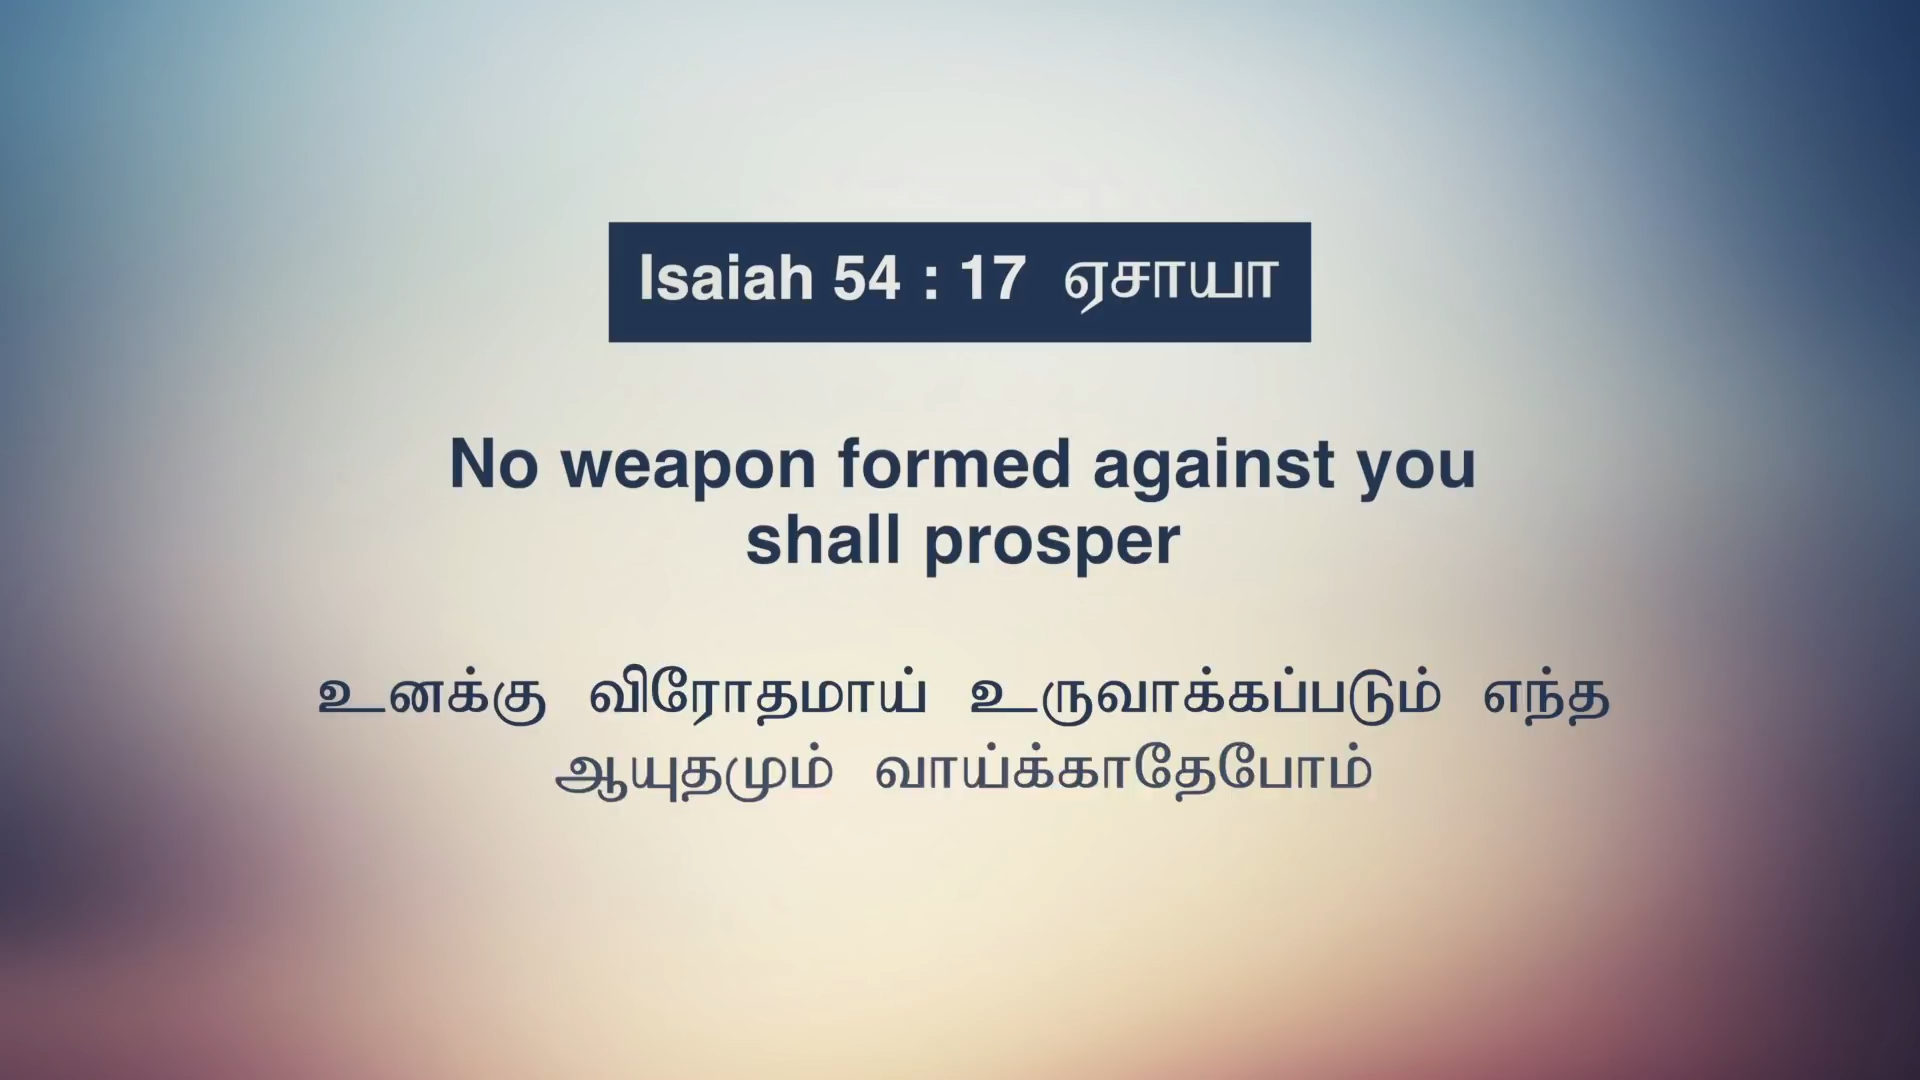 Isaiah 54 : 17 ஏசாயா
No weapon formed against you
shall prosper
உனக்கு விரோதமாய் உருவாக்கப்படும் எந்த
ஆயுதமும் வாய்க்காதேபோம்